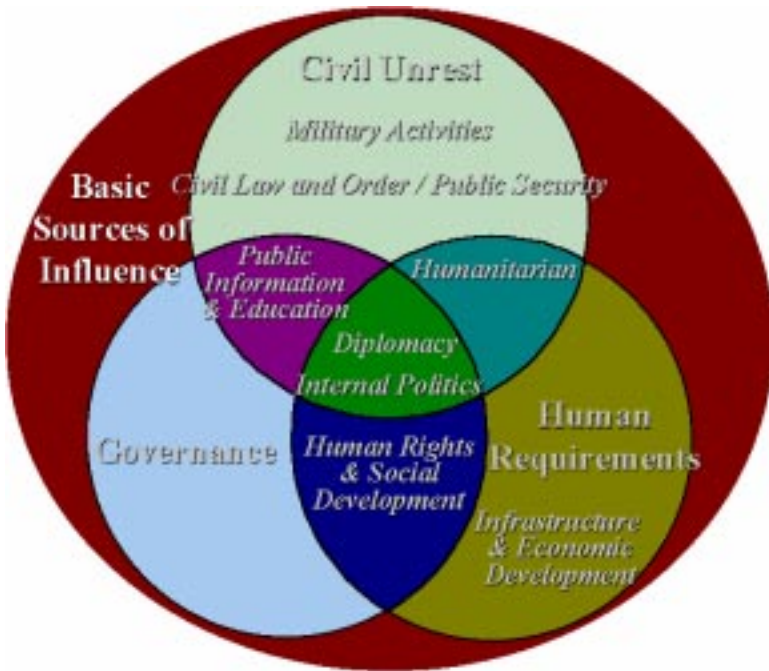 Civil Unrest
Military Activities
Civil Law and Order / Public Security
Basic
Sources of
Influence
Public
Information
& Education
Humanitarian
Diplomacy
Internal Politics
Governance
Human Rights
& Social
Development
Human
Requirements
Infrastructure
& Economic
Development